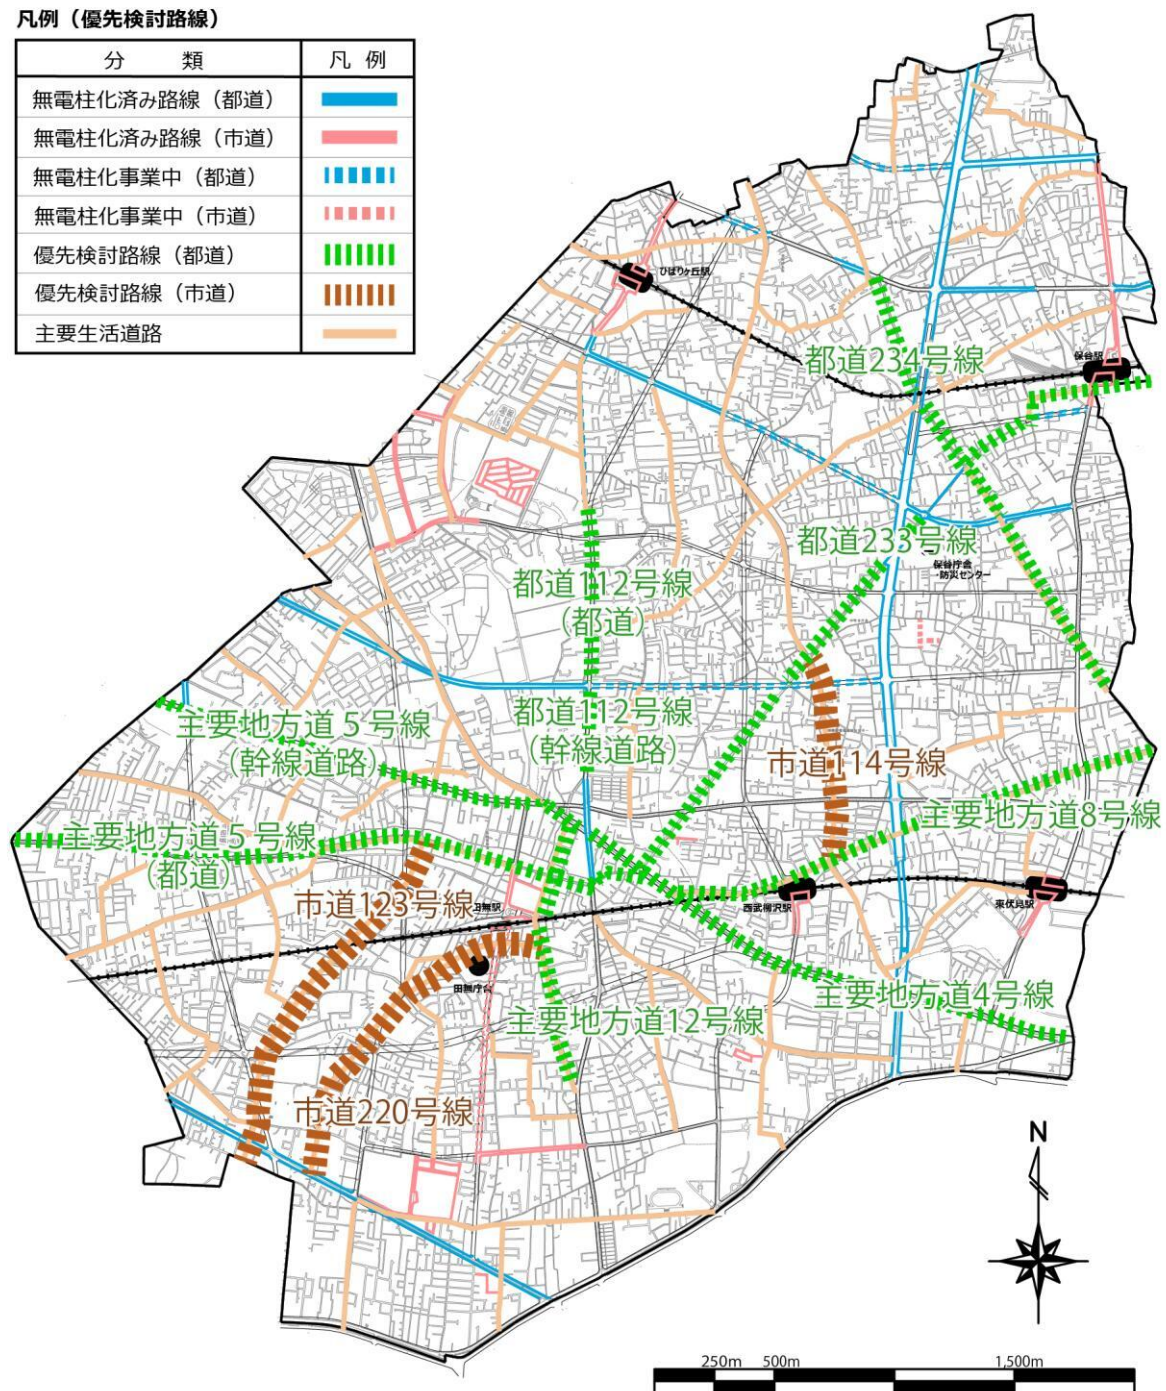 凡例（優先検討路線）
分 類 凡 例
無電柱化済み路線（都道）
無電柱化済み路線（市道）
無電柱化事業中（都道）
無電柱化事業中（市道）
優先検討路線（都道）
優先検討路線（市道）
主要生活道路
ひばりヶ丘駅
都道234号線
保谷駅
都道233号線
保谷庁舎
・防災センター
都道112号線
（都道）
主要地方道５号線
（幹線道路）
都道112号線
（幹線道路）
市道114号線
主要地方道8号線
主要地方道５号線
（都道）
市道123号線
田無駅
西武柳沢駅
東伏見駅
田無庁舎
主要地方道4号線
主要地方道12号線
市道220号線
N
250m 500m 1,500m